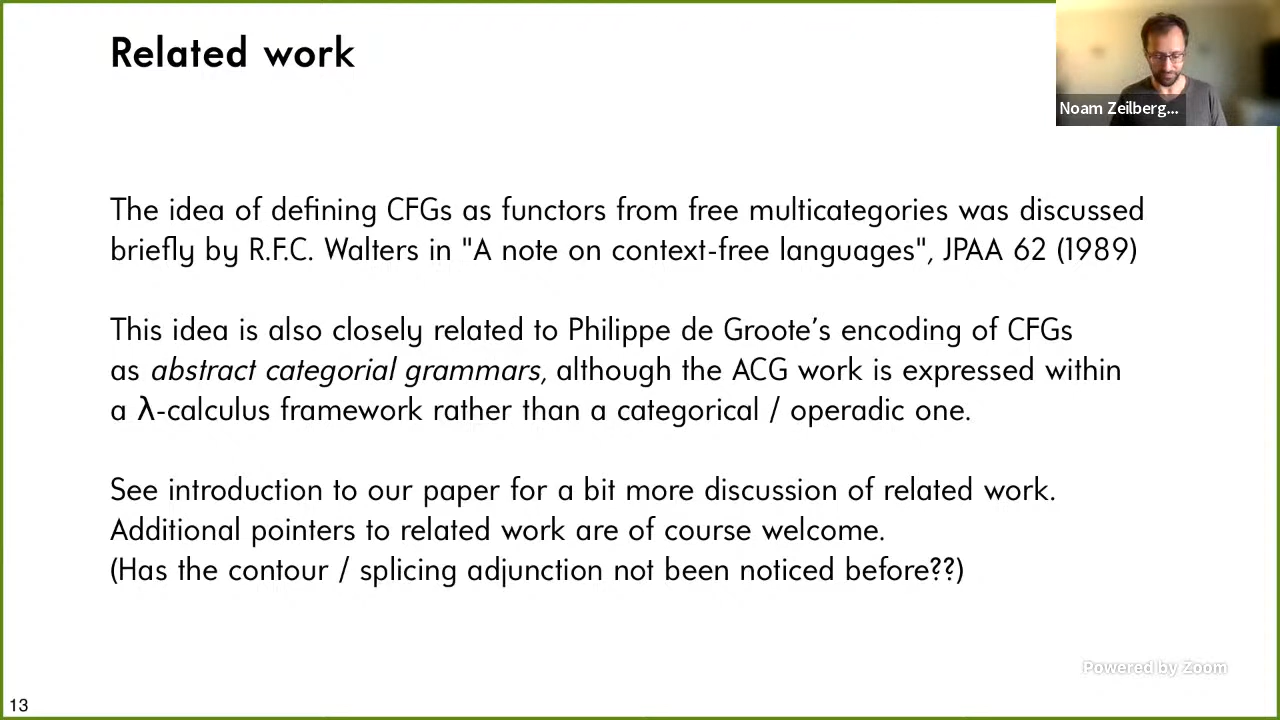 Related work
Noam Zeilberg...
The idea of defining CFGs as functors from free multicategories was discussed
briefly by R.F.C. Walters in "A note on context-free languages", JPAA 62 (1989)
This idea is also closely related to Philippe de Groote's encoding of CFGs
as abstract categorial grammars, although the ACG work is expressed within
a λ-calculus framework rather than a categorical / operadic one.
See introduction to our paper for a bit more discussion of related work.
Additional pointers to related work are of course welcome.
(Has the contour / splicing adjunction not been noticed before??)
Powered by Zoom
13